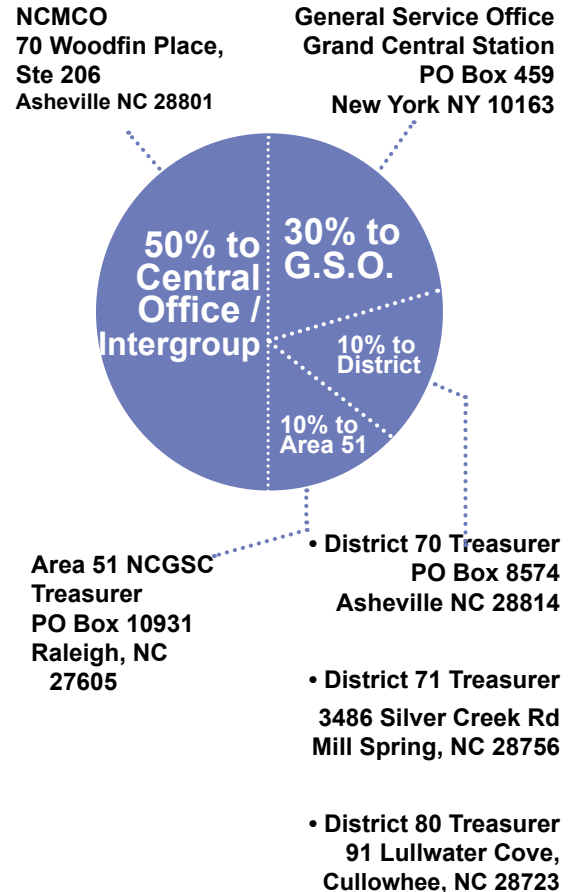 NCMCO
70 Woodfin Place,
Ste 206
Asheville NC 28801
General Service Office
Grand Central Station
PO Box 459
New York NY 10163
50% to
Central
Office /
Intergroup
30% to
G.S.O.
10% to
District
10% to
Area 51
Area 51 NCGSC
Treasurer
PO Box 10931
Raleigh, NC
27605
• District 70 Treasurer
PO Box 8574
Asheville NC 28814
• District 71 Treasurer
3486 Silver Creek Rd
Mill Spring, NC 28756
• District 80 Treasurer
91 Lullwater Cove,
Cullowhee, NC 28723